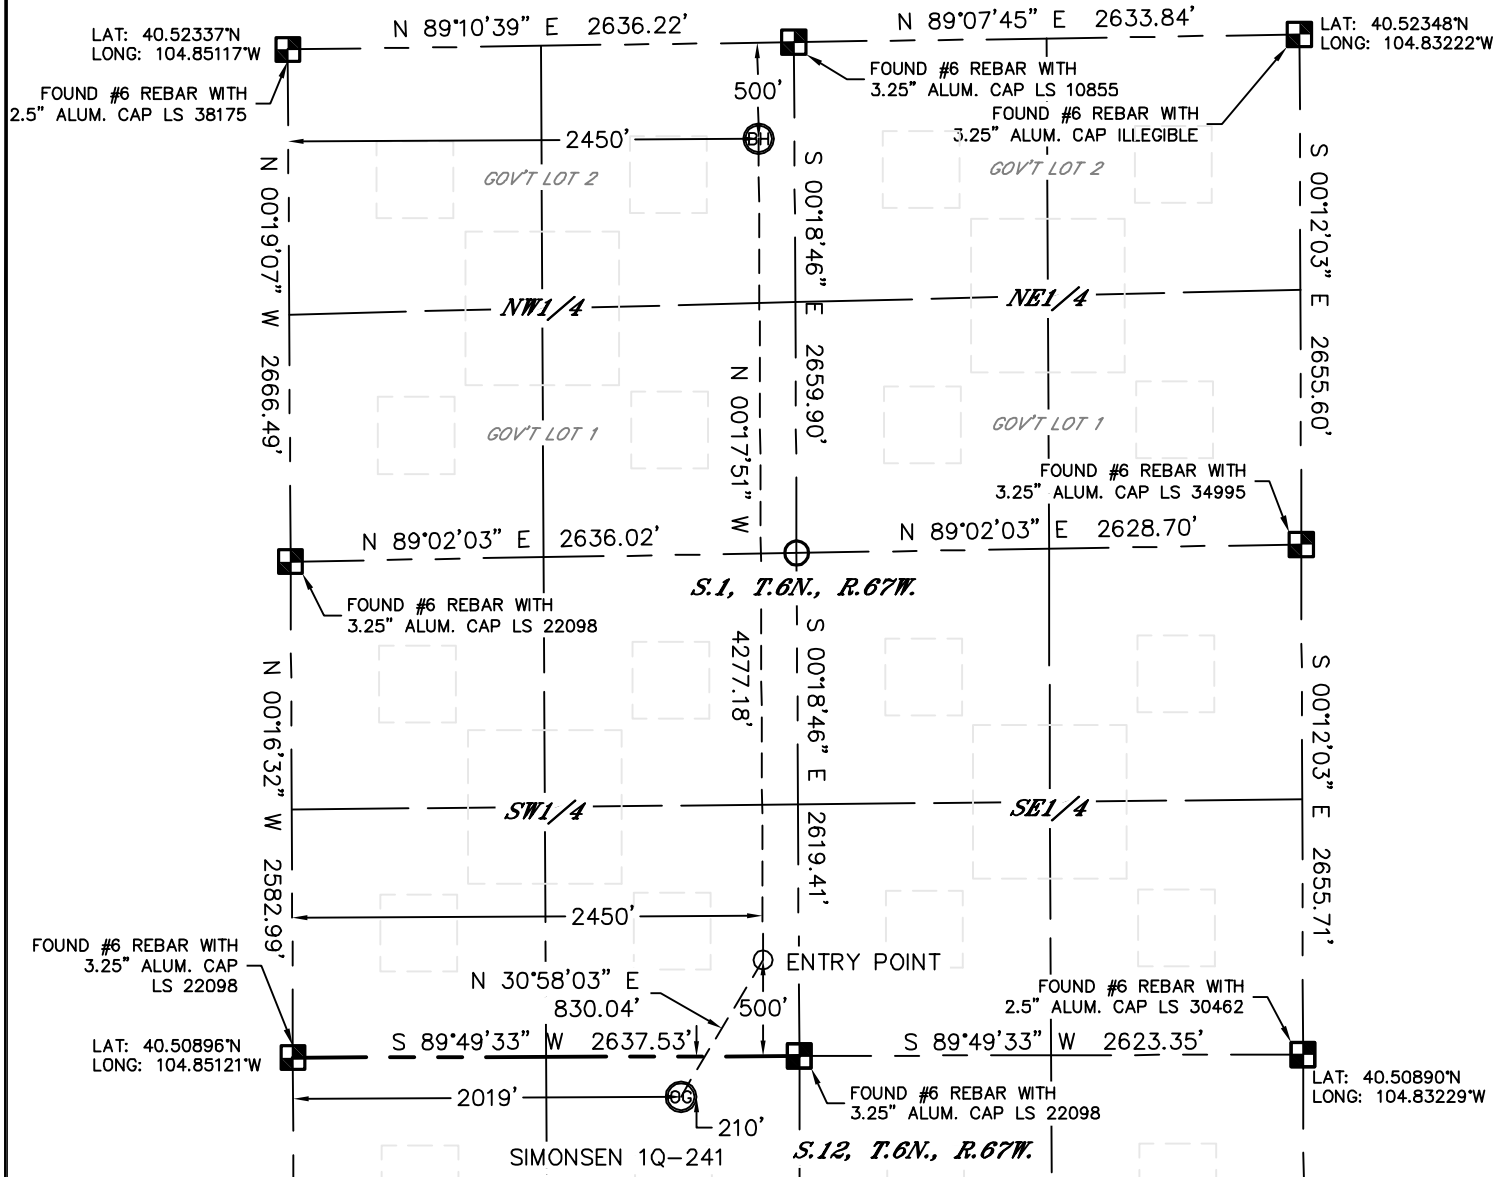 N 89°10'39" E 2636.22'
N 89°07'45" E 2633.84'
LAT: 40.52337°N
LONG: 104.85117°W
LAT: 40.52348°N
LONG: 104.83222°W
FOUND #6 REBAR WITH
2.5" ALUM. CAP LS 38175
500'
FOUND #6 REBAR WITH
3.25" ALUM. CAP LS 10855
FOUND #6 REBAR WITH
3.25" ALUM. CAP ILLEGIBLE
2450'
BH
GOV'T LOT 2
GOV'T LOT 2
N 00°19'07" W 2666.49'
S 00°18'46" E 2659.90'
S 00°12'03" E 2655.60'
NW1/4
NE1/4
N 00°17'51" W 4277.18'
GOV'T LOT 1
GOV'T LOT 1
FOUND #6 REBAR WITH
3.25" ALUM. CAP LS 34995
N 89°02'03" E 2636.02'
N 89°02'03" E 2628.70'
S.1, T.6N., R.67W.
FOUND #6 REBAR WITH
3.25" ALUM. CAP LS 22098
N 00°16'32" W 2582.99'
S 00°18'46" E 2619.41'
S 00°12'03" E 2655.71'
SW1/4
SE1/4
2450'
FOUND #6 REBAR WITH
3.25" ALUM. CAP
LS 22098
ENTRY POINT
N 30°58'03" E
830.04'
500'
FOUND #6 REBAR WITH
2.5" ALUM. CAP LS 30462
S 89°49'33" W 2637.53'
S 89°49'33" W 2623.35'
LAT: 40.50896°N
LONG: 104.85121°W
LAT: 40.50890°N
LONG: 104.83229°W
2019'
OG
FOUND #6 REBAR WITH
3.25" ALUM. CAP LS 22098
210'
SIMONSEN 1Q-241
S.12, T.6N., R.67W.